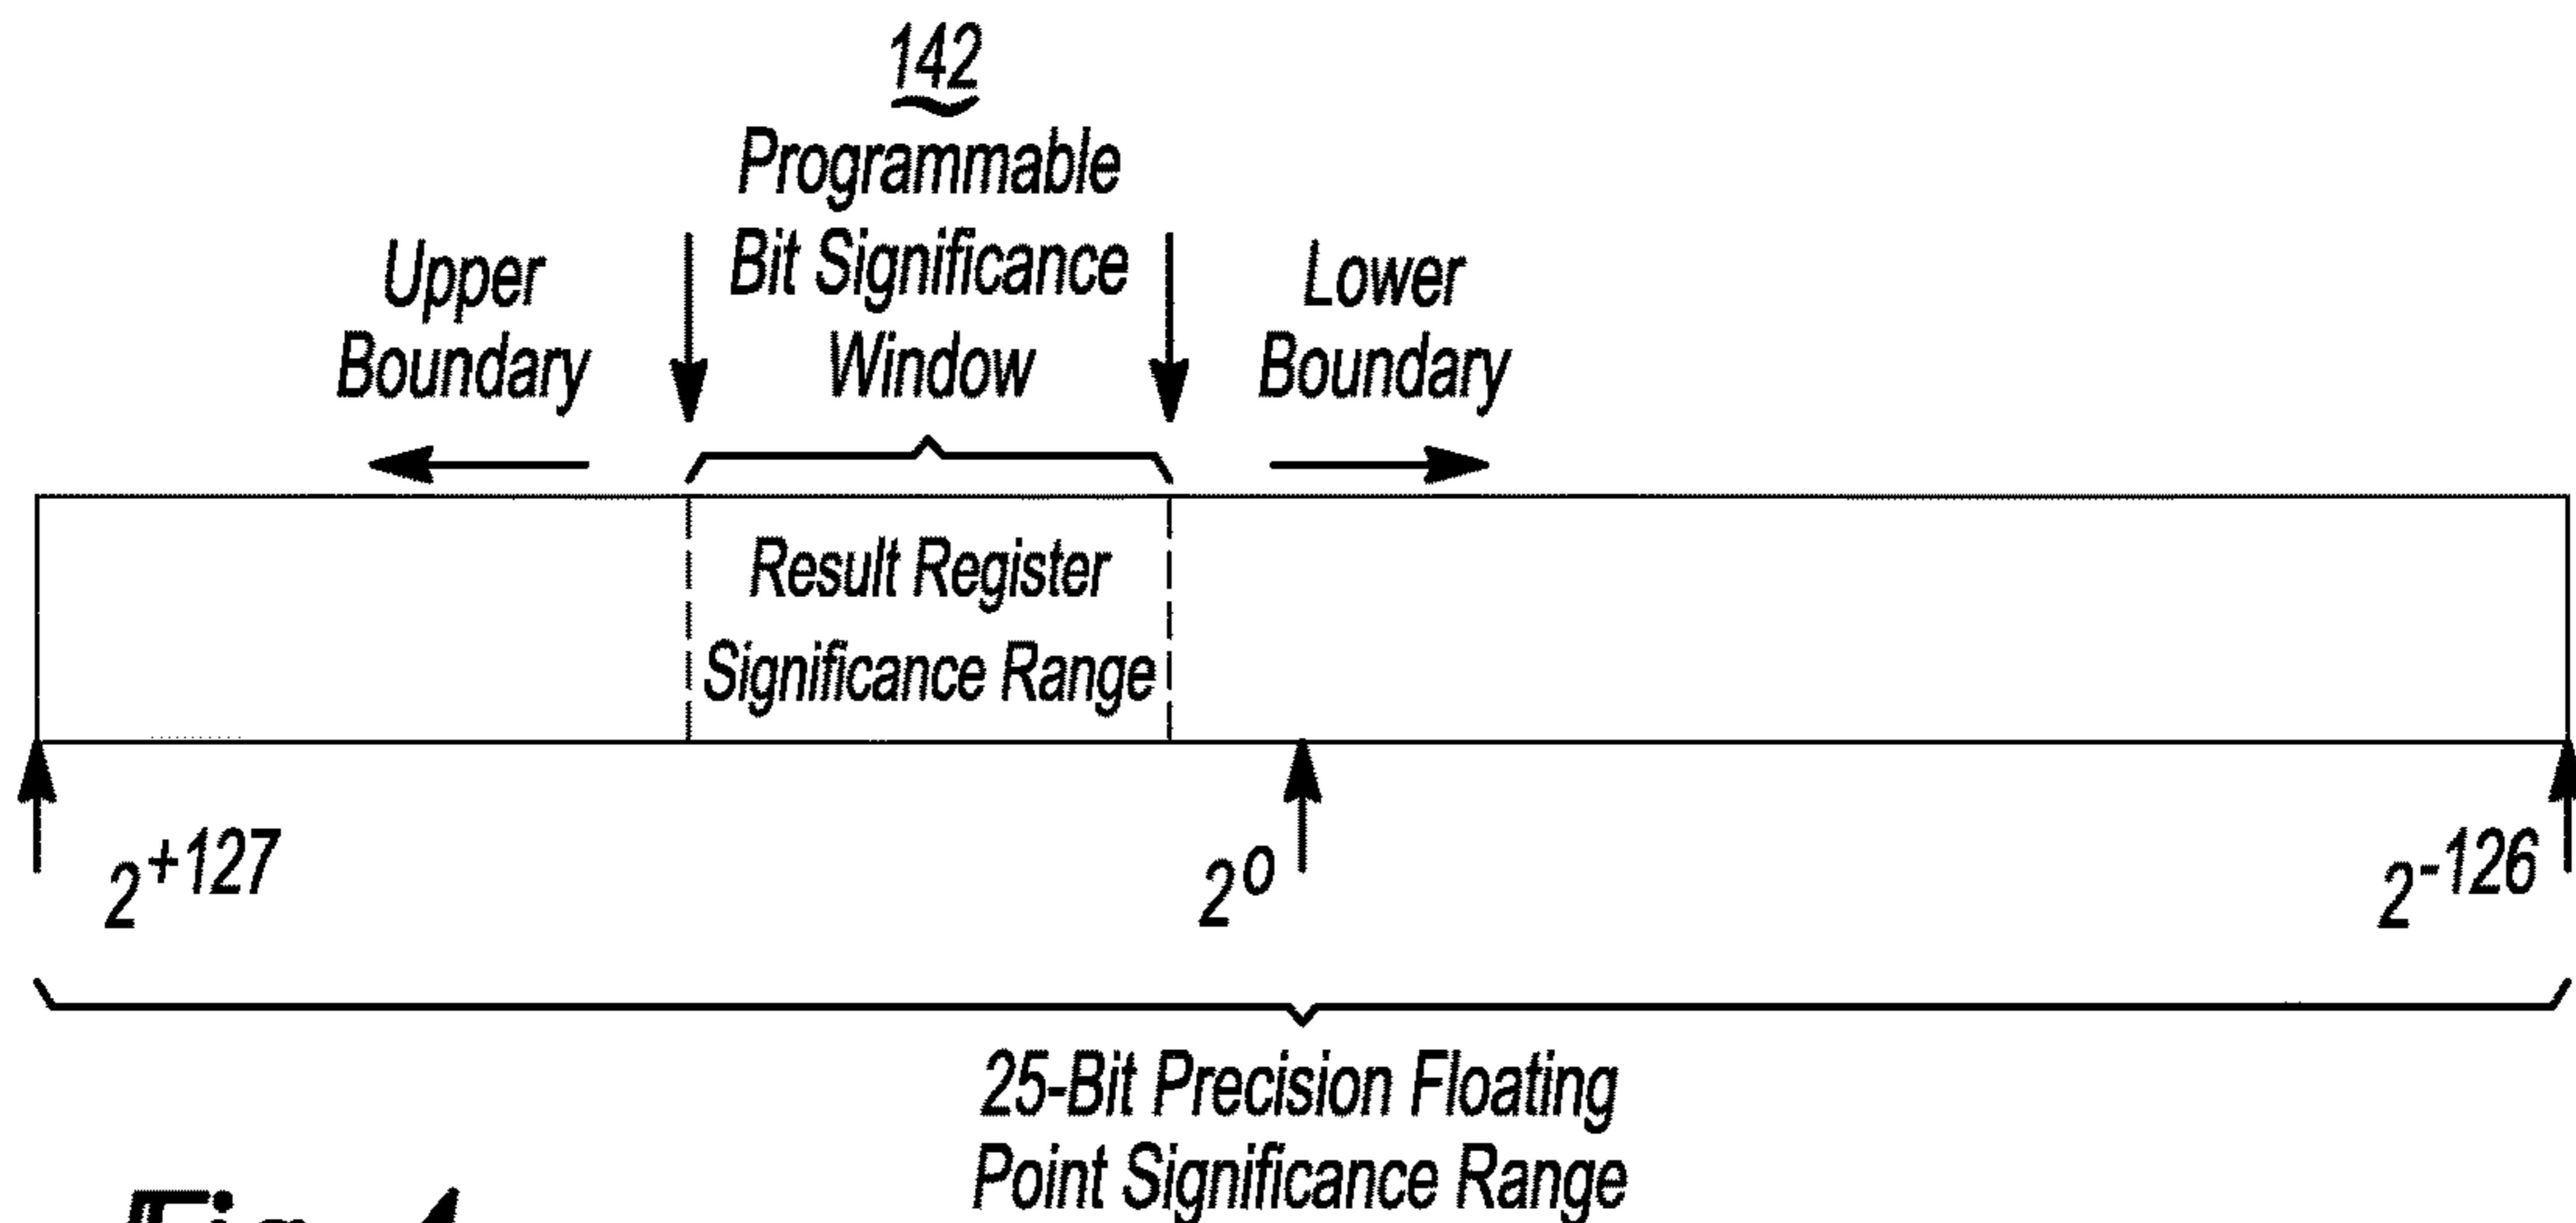 142
Programmable
Bit Significance
Window
Upper
Boundary
Lower
Boundary
Result Register
Significance Range
2+127
20
2-126
25-Bit Precision Floating
Point Significance Range